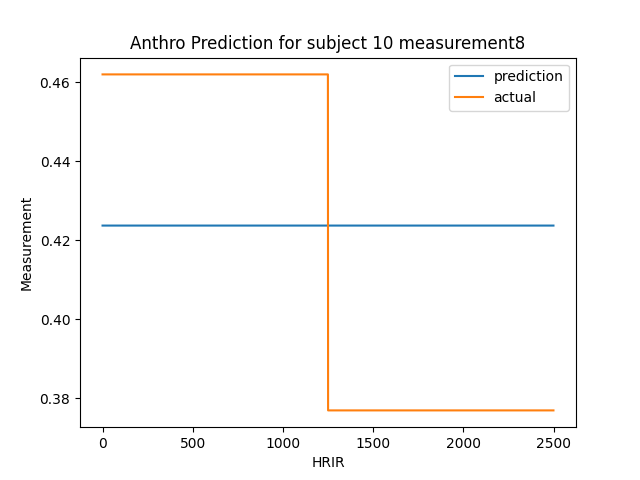 Anthro Prediction for subject 10 measurement8
prediction
actual
Measurement
0.46
0.44
0.42
0.40
0.38
0 500 1000 1500 2000 2500
HRIR